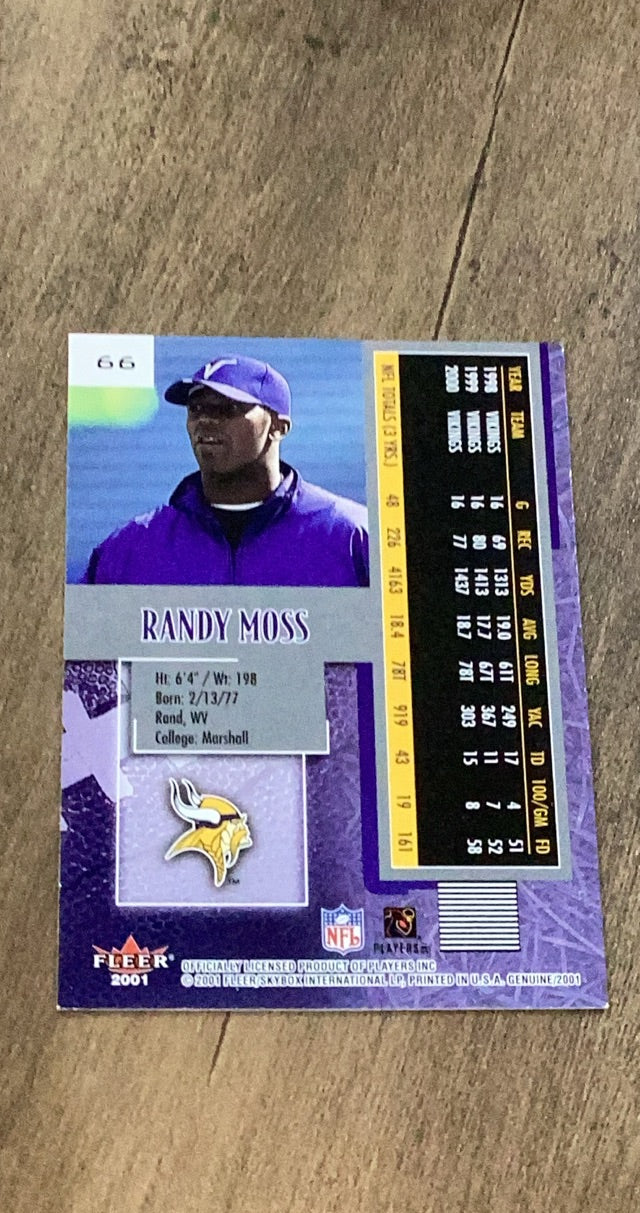 66
RANDY MOSS
Ht: 6'4" / Wt: 198
Born: 2/13/77
Rand, WV
College: Marshall
YEAR TEAM G REC YDS AVG LONG YAC TD 100/GM FD
1998 VIKINGS 16 69 1313 19.0 61T 249 17 4 51
1999 VIKINGS 16 80 1413 17.7 67T 367 11 7 52
2000 VIKINGS 16 77 1437 18.7 78T 303 15 8 58
NFL TOTALS (3 YRS.) 48 226 4163 18.4 78T 919 43 19 161
TM
NFL
PLAYERS INC
FLEER®
2001
OFFICIALLY LICENSED PRODUCT OF PLAYERS INC
© 2001 FLEER/SKYBOX INTERNATIONAL LP, PRINTED IN U.S.A. GENUINE/2001